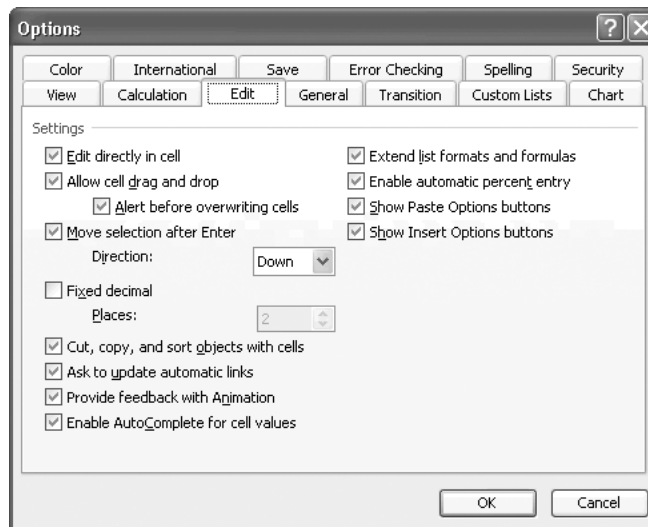 Options
Color International Save Error Checking Spelling Security
View Calculation Edit General Transition Custom Lists Chart
Settings
Edit directly in cell
Allow cell drag and drop
Alert before overwriting cells
Move selection after Enter
Direction: Down
Fixed decimal
Places: 2
Cut, copy, and sort objects with cells
Ask to update automatic links
Provide feedback with Animation
Enable AutoComplete for cell values
Extend list formats and formulas
Enable automatic percent entry
Show Paste Options buttons
Show Insert Options buttons
OK Cancel